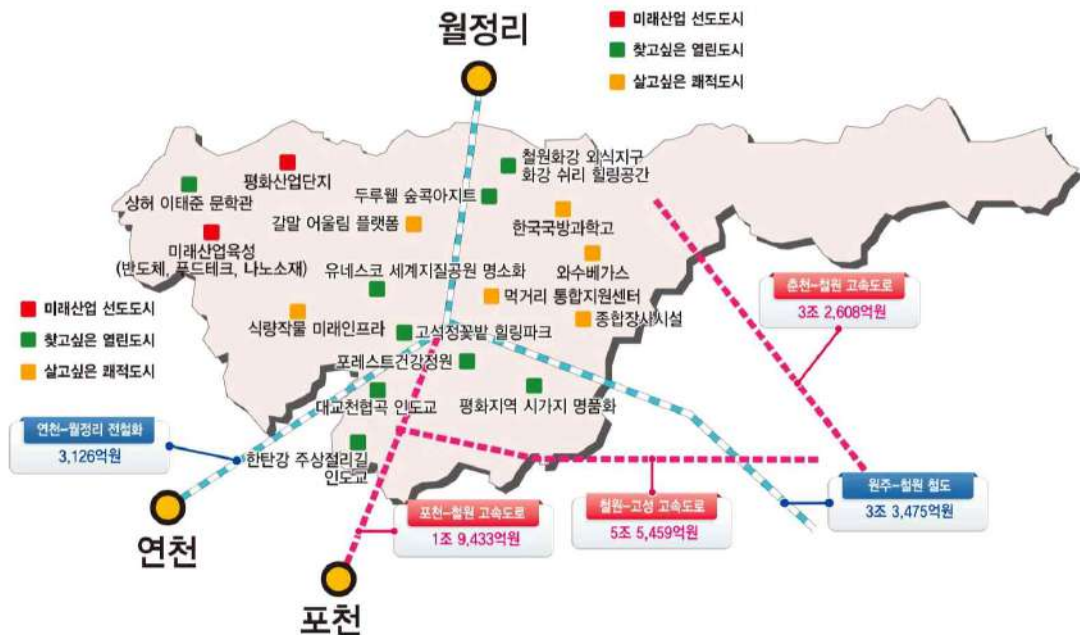 월정리
미래산업 선도도시
찾고싶은 열린도시
살고싶은 쾌적도시
철원화강 외식지구
화강 쉬리 힐링공간
평화산업단지
상허 이태준 문학관
두루웰 숲콕아지트
갈말 어울림 플랫폼
한국국방과학고
미래산업육성
(반도체, 푸드테크, 나노소재)
유네스코 세계지질공원 명소화
와수베가스
먹거리 통합지원센터
춘천-철원 고속도로
3조 2,608억원
미래산업 선도도시
찾고싶은 열린도시
살고싶은 쾌적도시
식량작물 미래인프라
고석정꽃밭 힐링파크
종합장사시설
포레스트건강정원
대교천협곡 인도교
평화지역 시가지 명품화
연천-월정리 전철화
3,126억원
한탄강 주상절리길
인도교
원주-철원 철도
3조 3,475억원
포천-철원 고속도로
1조 9,433억원
철원-고성 고속도로
5조 5,459억원
연천
포천